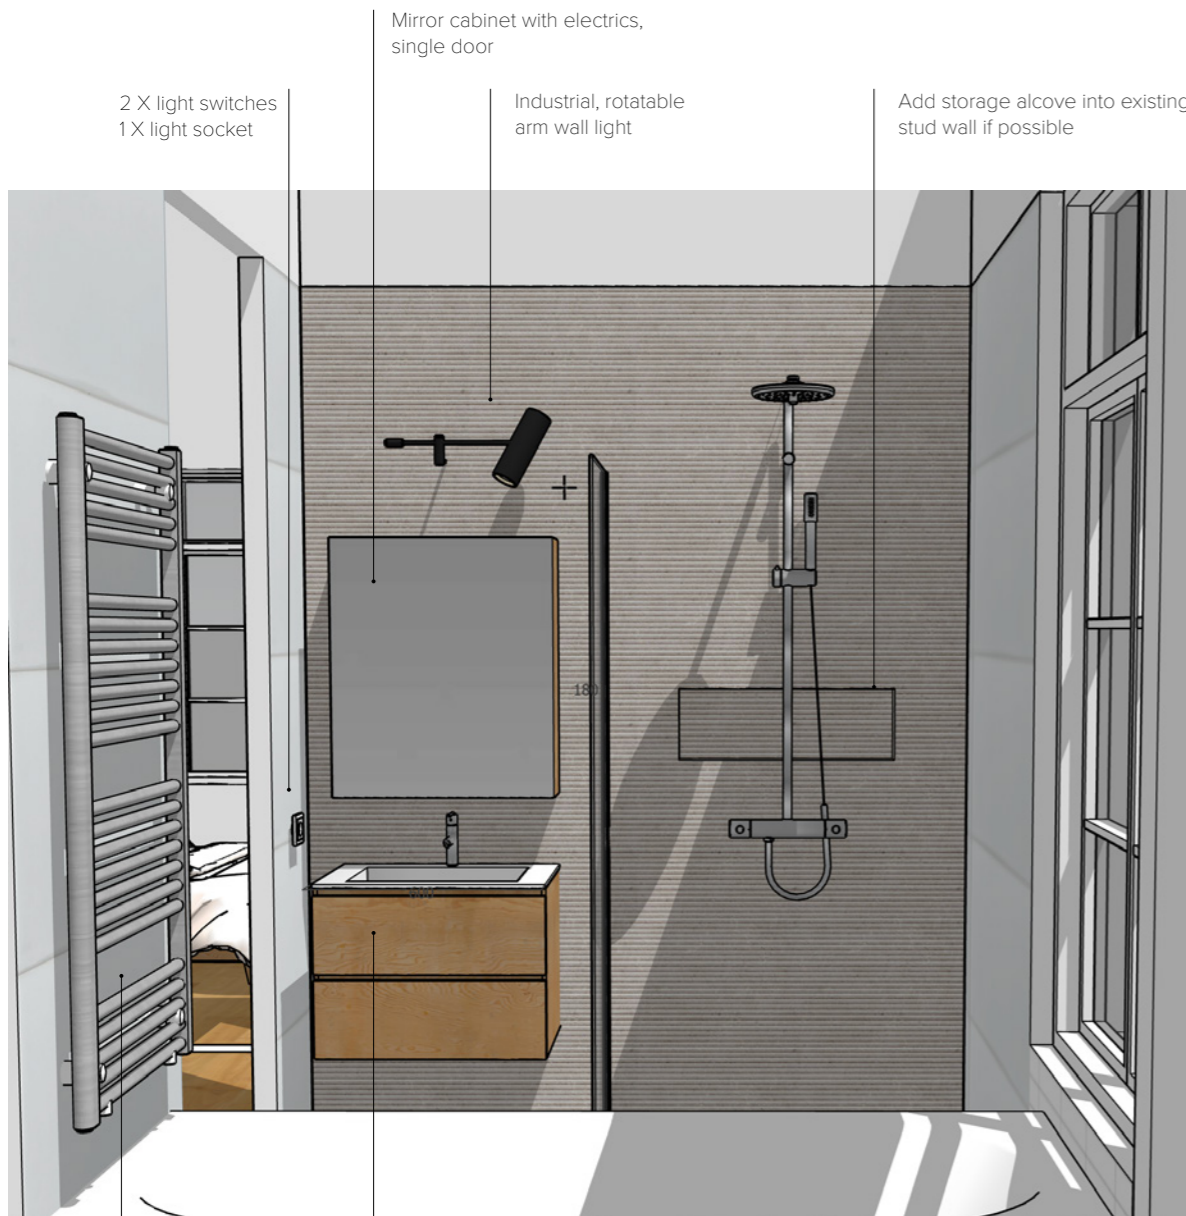 Mirror cabinet with electrics,
single door
2 X light switches
1 X light socket
Industrial, rotatable
arm wall light
Add storage alcove into existing
stud wall if possible
180